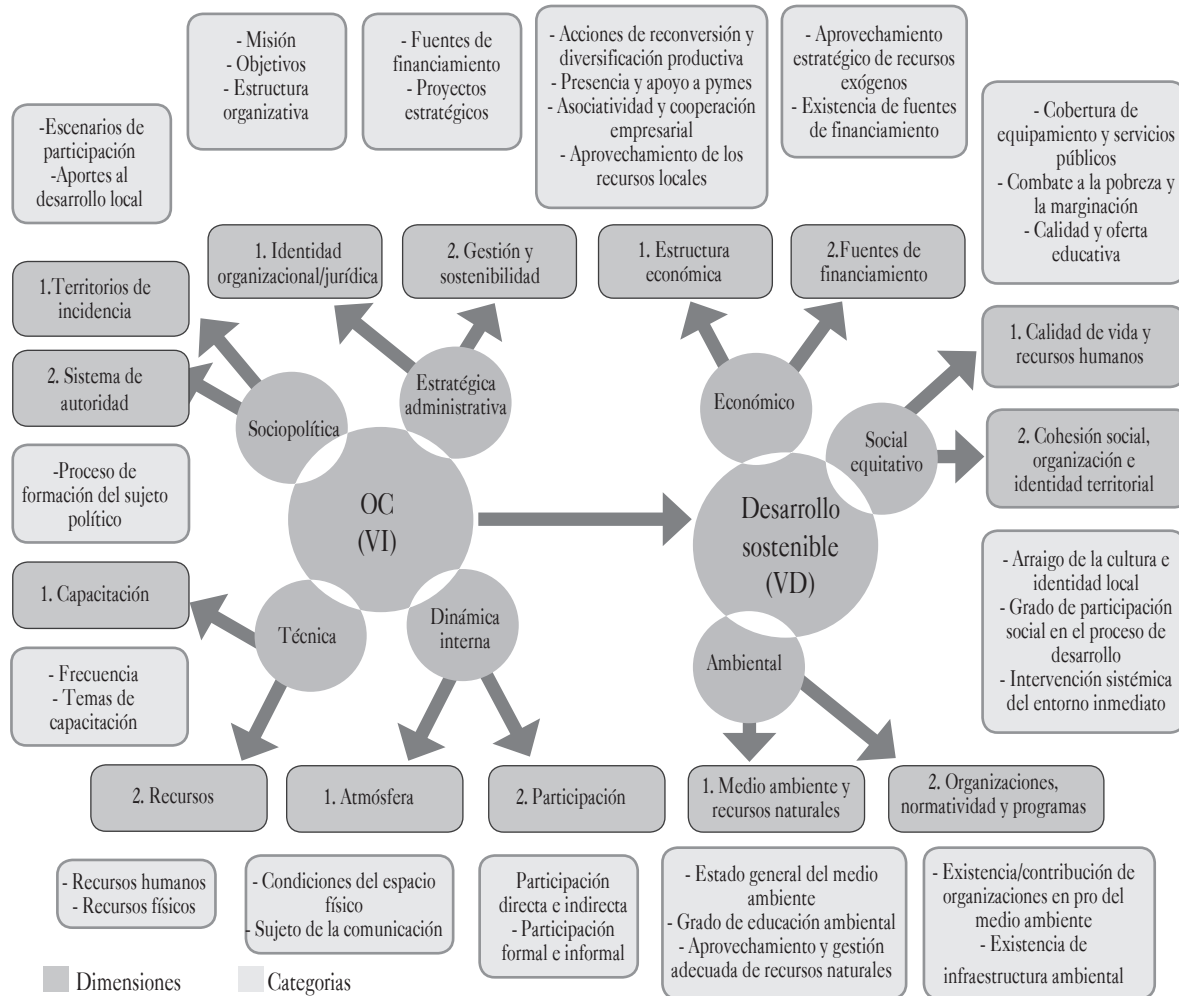 - Misión
- Objetivos
- Estructura
organizativa
- Fuentes de
financiamiento
- Proyectos
estratégicos
- Acciones de reconversión y
diversificación productiva
- Presencia y apoyo a pymes
- Asociatividad y cooperación
empresarial
- Aprovechamiento de los
recursos locales
- Aprovechamiento
estratégico de recursos
exógenos
- Existencia de fuentes
de financiamiento
- Cobertura de
equipamiento y servicios
públicos
- Combate a la pobreza y
la marginación
- Calidad y oferta
educativa
-Escenarios de
participación
-Aportes al
desarrollo local
1. Identidad
organizacional/jurídica
2. Gestión y
sostenibilidad
1. Estructura
económica
2.Fuentes de
financiamiento
1.Territorios de
incidencia
2. Sistema de
autoridad
Sociopolítica
Estratégica
administrativa
Económico
Social
equitativo
1. Calidad de vida y
recursos humanos
2. Cohesión social,
organización e
identidad territorial
-Proceso de
formación del sujeto
político
OC
(VI)
Desarrollo
sostenible
(VD)
- Arraigo de la cultura e
identidad local
- Grado de participación
social en el proceso de
desarrollo
- Intervención sistémica
del entorno inmediato
1. Capacitación
Técnica
Dinámica
interna
Ambiental
- Frecuencia
- Temas de
capacitación
2. Recursos
1. Atmósfera
2. Participación
1. Medio ambiente y
recursos naturales
2. Organizaciones,
normatividad y programas
- Recursos humanos
- Recursos físicos
- Condiciones del espacio
físico
- Sujeto de la comunicación
Participación
directa e indirecta
- Participación
formal e informal
- Estado general del medio
ambiente
- Grado de educación ambiental
- Aprovechamiento y gestión
adecuada de recursos naturales
- Existencia/contribución de
organizaciones en pro del
medio ambiente
- Existencia de
infraestructura ambiental
Dimensiones
Categorias